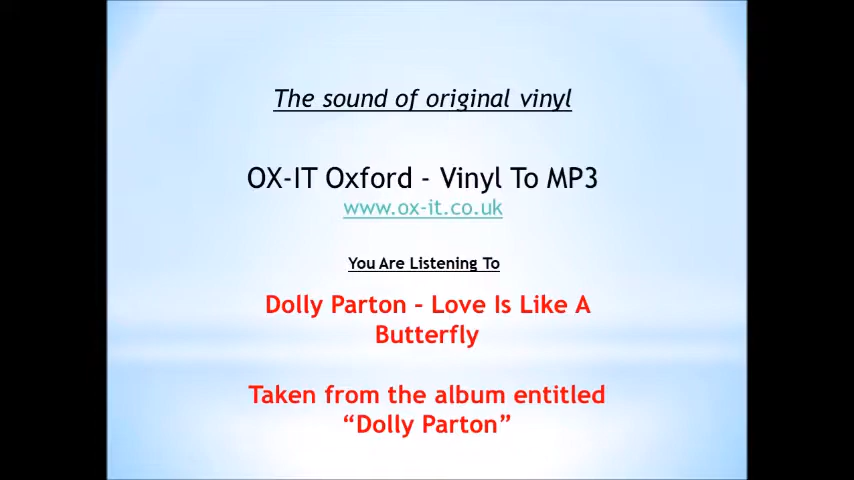 The sound of original vinyl
OX-IT Oxford - Vinyl To MP3
www.ox-it.co.uk
You Are Listening To
Dolly Parton – Love Is Like A
Butterfly
Taken from the album entitled
“Dolly Parton”